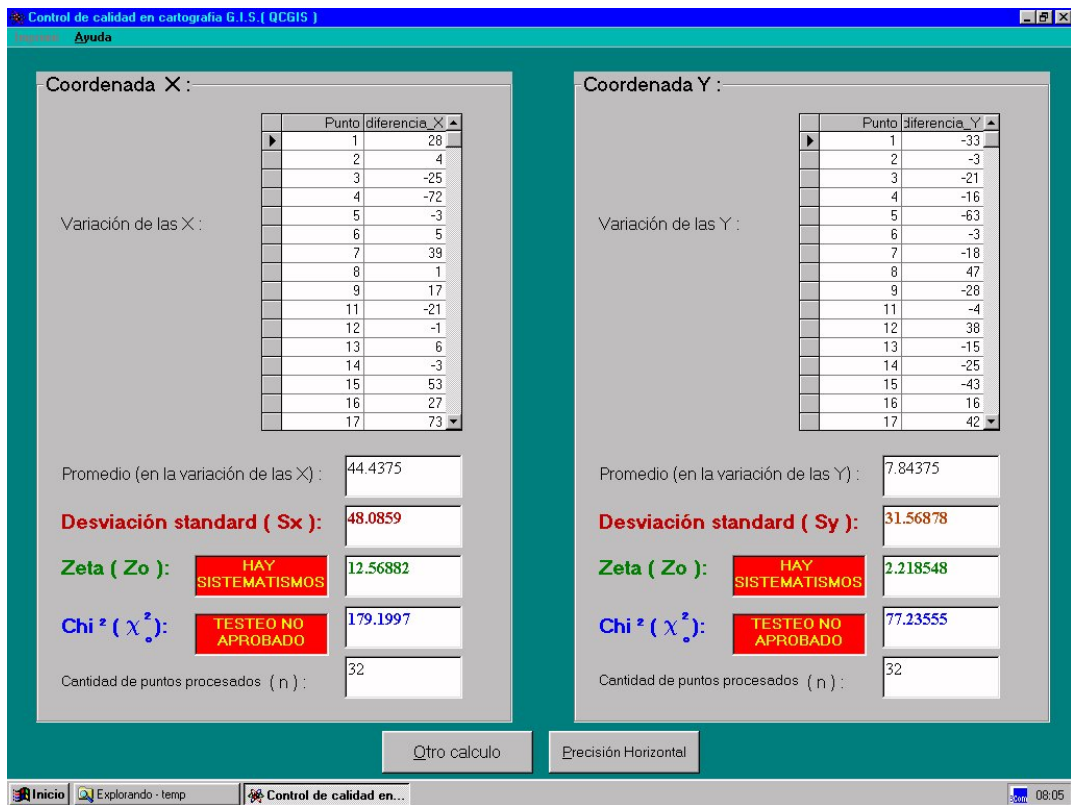 Control de calidad en cartografia G.I.S.( QCGIS )
Imprimir Ayuda
Coordenada X :
Punto diferencia_X
1 28
2 4
3 -25
4 -72
5 -3
6 5
7 39
8 1
9 17
11 -21
12 -1
13 6
14 -3
15 53
16 27
17 73
Variación de las X :
Promedio (en la variación de las X) : 44.4375
Desviación standard ( Sx ): 48.0859
Zeta ( Zo ): HAY SISTEMATISMOS 12.56882
Chi ² ( χ²₀ ): TESTEO NO APROBADO 179.1997
Cantidad de puntos procesados ( n ) : 32
Coordenada Y :
Punto diferencia_Y
1 -33
2 -3
3 -21
4 -16
5 -63
6 -3
7 -18
8 47
9 -28
11 -4
12 38
13 -15
14 -25
15 -43
16 16
17 42
Variación de las Y :
Promedio (en la variación de las Y) : 7.84375
Desviación standard ( Sy ): 31.56878
Zeta ( Zo ): HAY SISTEMATISMOS 2.218548
Chi ² ( χ²₀ ): TESTEO NO APROBADO 77.23555
Cantidad de puntos procesados ( n ) : 32
Otro calculo
Precisión Horizontal
Inicio
Explorando - temp
Control de calidad en...
08:05